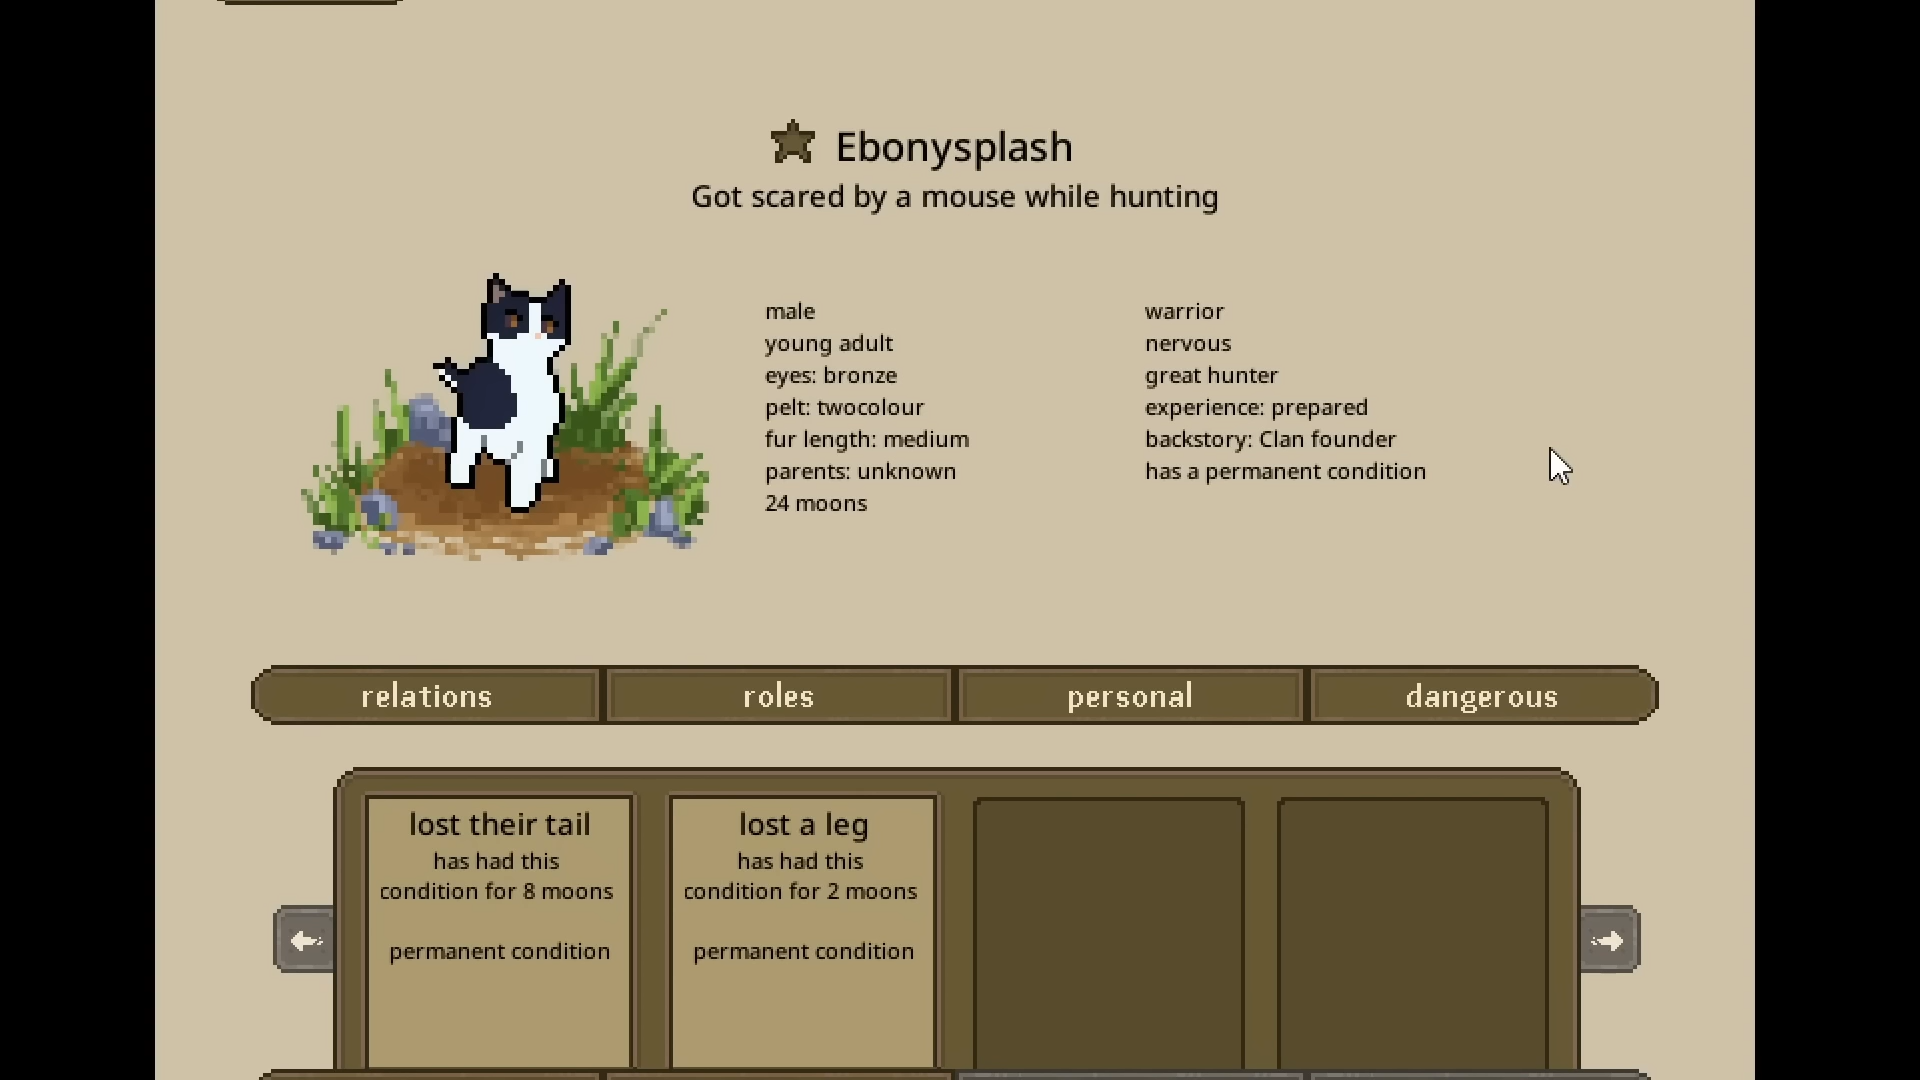 Ebonysplash
Got scared by a mouse while hunting
male
young adult
eyes: bronze
pelt: twocolour
fur length: medium
parents: unknown
24 moons
warrior
nervous
great hunter
experience: prepared
backstory: Clan founder
has a permanent condition
relations
roles
personal
dangerous
lost their tail
has had this
condition for 8 moons
permanent condition
lost a leg
has had this
condition for 2 moons
permanent condition